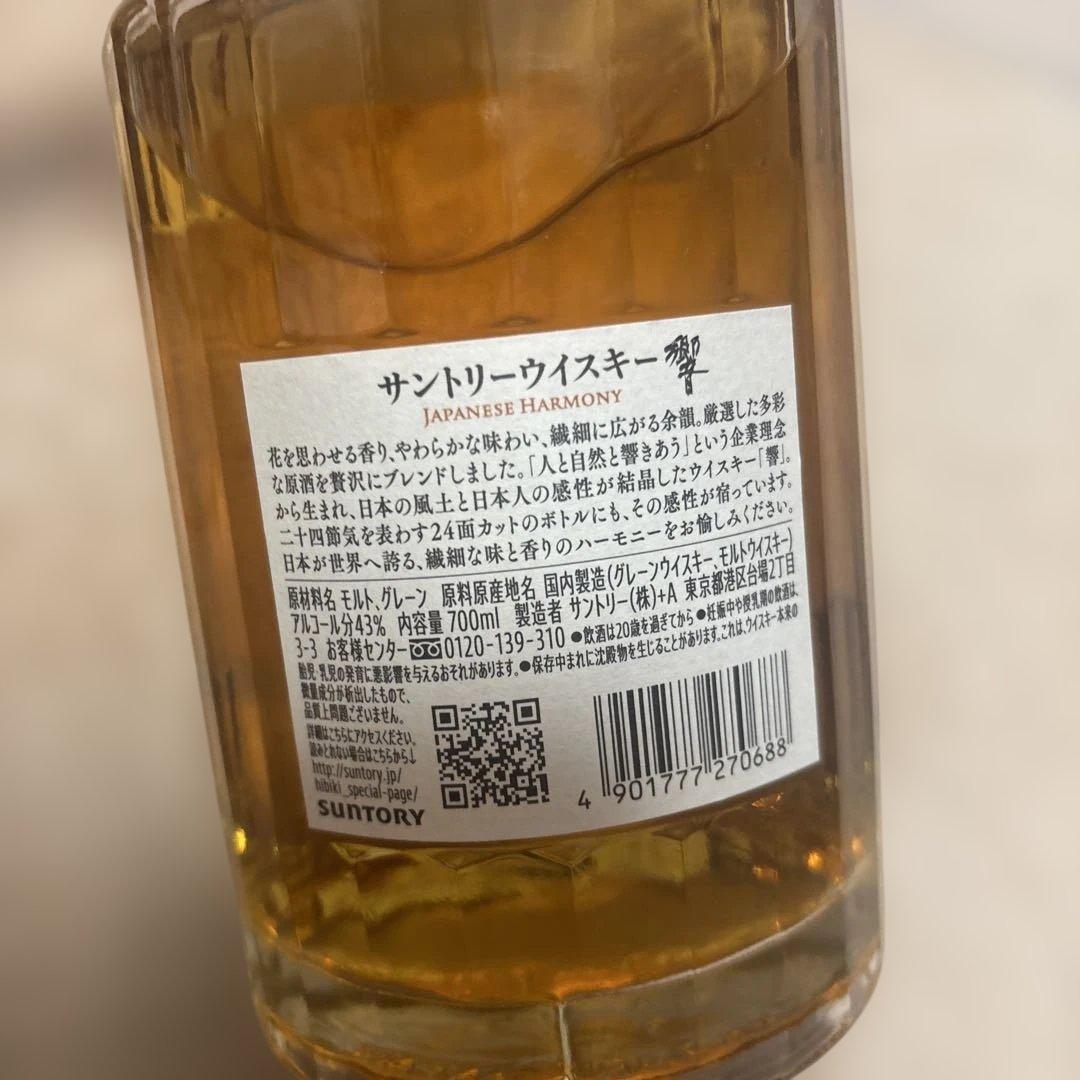 サントリーウイスキー 響
JAPANESE HARMONY
花を思わせる香り、やわらかな味わい、繊細に広がる余韻。厳選した多彩
な原酒を贅沢にブレンドしました。「人と自然と響きあう」という企業理念
から生まれ、日本の風土と日本人の感性が結晶したウイスキー「響」。
二十四節気を表わす24面カットのボトルにも、その感性が宿っています。
日本が世界へ誇る、繊細な味と香りのハーモニーをお愉しみください。
原材料名 モルト、グレーン 原料原産地名 国内製造(グレーンウイスキー、モルトウイスキー)
アルコール分43% 内容量700ml 製造者 サントリー(株)+A 東京都港区台場2丁目
3-3 お客様センター 0120-139-310 ●飲酒は20歳を過ぎてから ●妊娠中や授乳期の飲酒は、
胎児・乳児の発育に悪影響を与えるおそれがあります。●保存中まれに沈殿物を生じることがあります。これは、ウイスキー本来の
微量成分が析出したもので、
品質上問題ございません。
詳細はこちらにアクセスください。
読みとれない場合はこちらから↓
http://suntory.jp/
hibiki_special-page/
SUNTORY
4 901777 270688